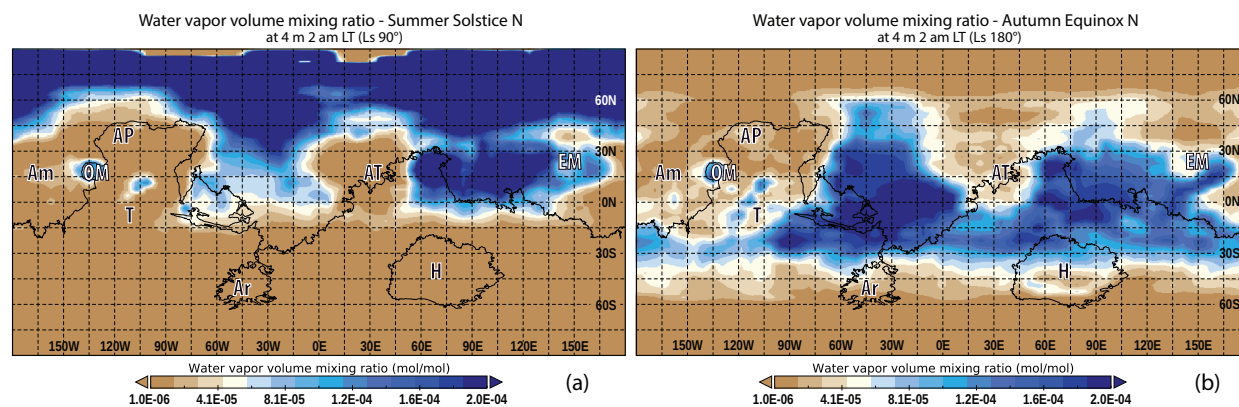 Water vapor volume mixing ratio - Summer Solstice N
at 4 m 2 am LT (Ls 90°)
60N
AP
30N
Am
OM
AT
EM
0N
T
30S
H
Ar
60S
150W 120W 90W 60W 30W 0E 30E 60E 90E 120E 150E
Water vapor volume mixing ratio (mol/mol)
1.0E-06 4.1E-05 8.1E-05 1.2E-04 1.6E-04 2.0E-04
(a)
Water vapor volume mixing ratio - Autumn Equinox N
at 4 m 2 am LT (Ls 180°)
60N
AP
30N
Am
OM
AT
EM
0N
T
30S
H
Ar
60S
150W 120W 90W 60W 30W 0E 30E 60E 90E 120E 150E
Water vapor volume mixing ratio (mol/mol)
1.0E-06 4.1E-05 8.1E-05 1.2E-04 1.6E-04 2.0E-04
(b)